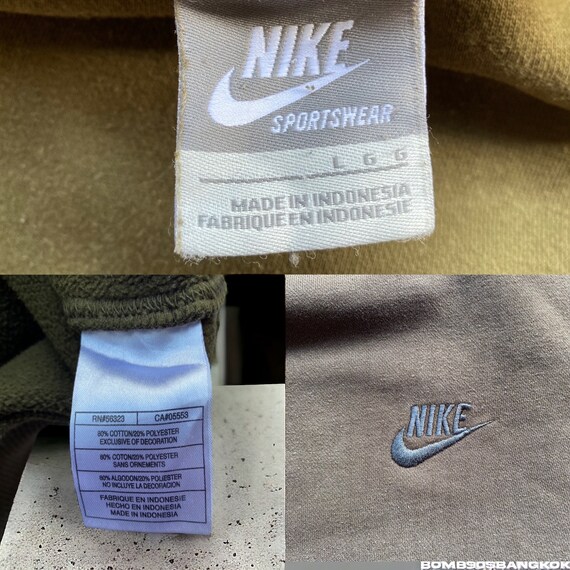 NIKE
SPORTSWEAR
L G G
MADE IN INDONESIA
FABRIQUE EN INDONESIE
RN#56323 CA#05553
80% COTTON/20% POLYESTER
EXCLUSIVE OF DECORATION
80% COTON/20% POLYESTER
SANS ORNEMENTS
80% ALGODON/20% POLIESTER
NO INCLUYE LA DECORACION
FABRIQUE EN INDONESIE
HECHO EN INDONESIA
MADE IN INDONESIA
NIKE
BOMB90SBANGKOK